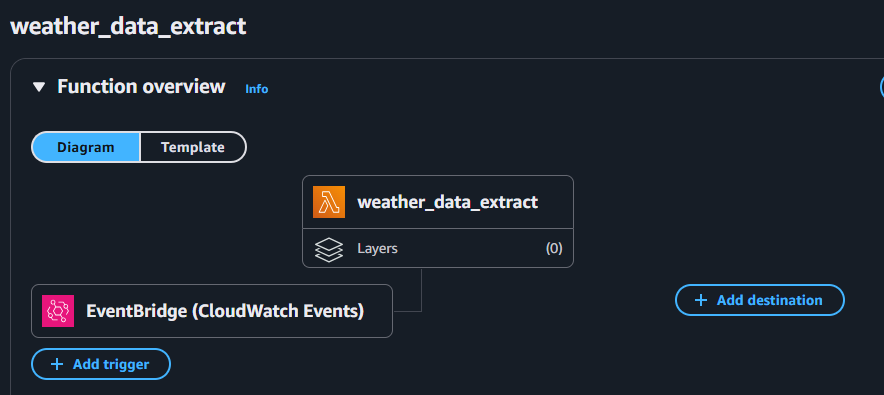 weather_data_extract
Function overview Info
Diagram Template
weather_data_extract
Layers (0)
EventBridge (CloudWatch Events)
+ Add destination
+ Add trigger